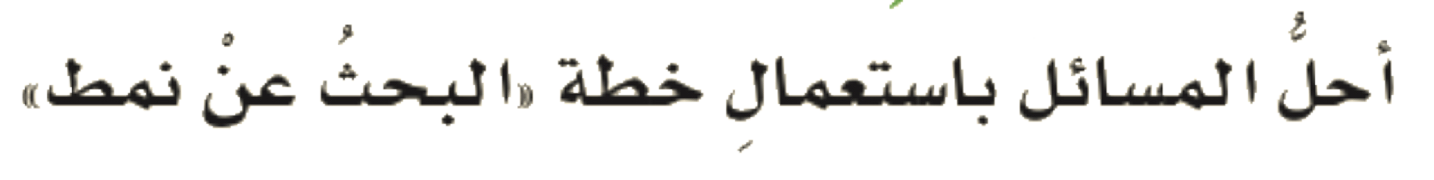 أحلُّ المسائل باستعمالِ خطة «البحثُ عنْ نمط»